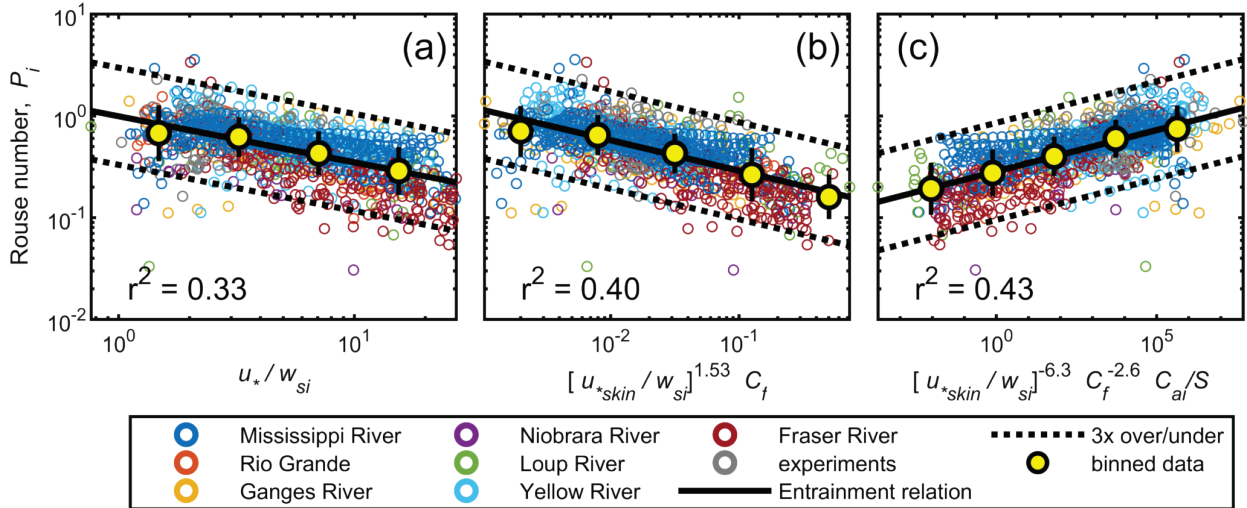 Rouse number, P_i
10^1
10^0
10^-1
10^-2
(a)
r^2 = 0.33
10^0
10^1
u_* / w_si
(b)
r^2 = 0.40
10^-2
10^-1
[ u_*skin / w_si ]^1.53 C_f
(c)
r^2 = 0.43
10^0
10^5
[ u_*skin / w_si ]^-6.3 C_f^-2.6 C_ai/S
Mississippi River
Rio Grande
Ganges River
Niobrara River
Loup River
Yellow River
Fraser River
experiments
Entrainment relation
3x over/under
binned data